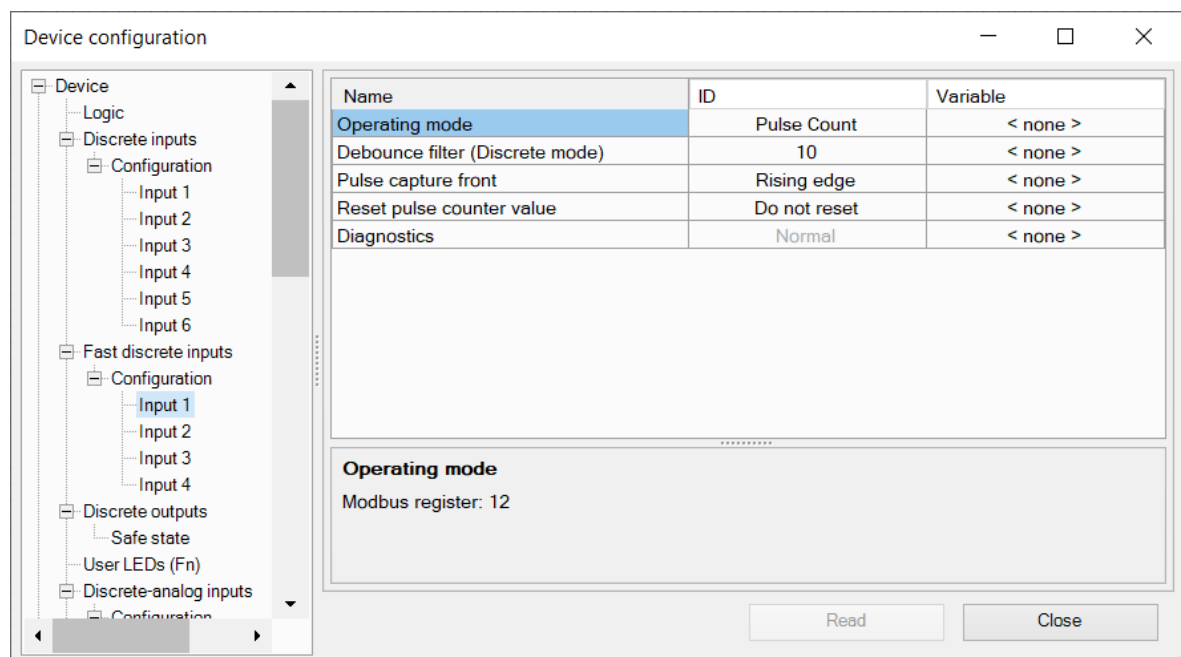 Device configuration
Device
Logic
Discrete inputs
Configuration
Input 1
Input 2
Input 3
Input 4
Input 5
Input 6
Fast discrete inputs
Configuration
Input 1
Input 2
Input 3
Input 4
Discrete outputs
Safe state
User LEDs (Fn)
Discrete-analog inputs
Configuration
Name ID Variable
Operating mode Pulse Count < none >
Debounce filter (Discrete mode) 10 < none >
Pulse capture front Rising edge < none >
Reset pulse counter value Do not reset < none >
Diagnostics Normal < none >
Operating mode
Modbus register: 12
Read Close